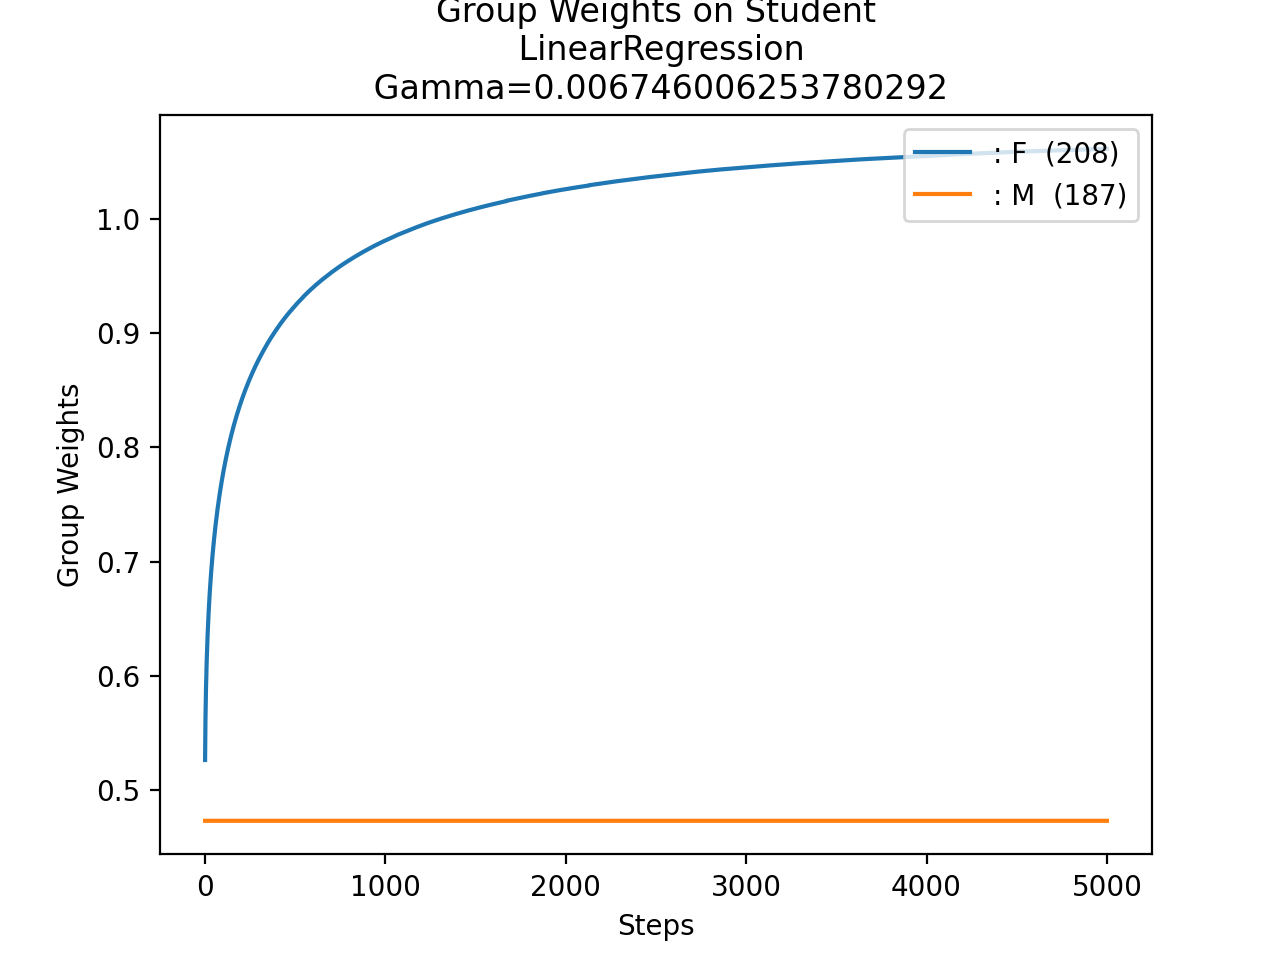 Group Weights on Student
LinearRegression
Gamma=0.006746006253780292
: F (208)
: M (187)
1.0
0.9
0.8
0.7
0.6
0.5
Group Weights
0 1000 2000 3000 4000 5000
Steps